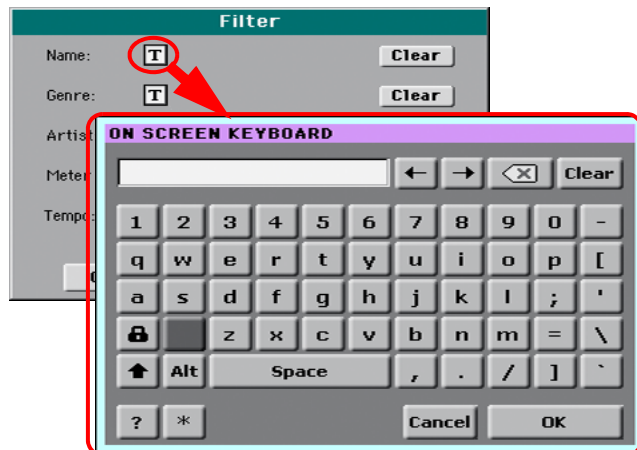 Filter
Name: T Clear
Genre: T Clear
Artist
Meter
Tempo:
ON SCREEN KEYBOARD
Clear
1 2 3 4 5 6 7 8 9 0 -
q w e r t y u i o p [
a s d f g h j k l ; '
z x c v b n m = \
Alt Space , . / ] `
? * Cancel OK